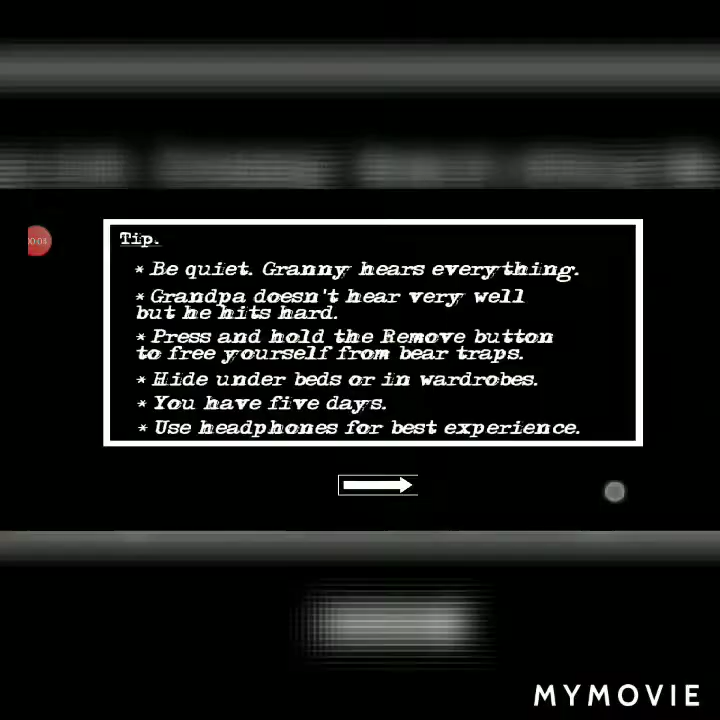 Tip.
* Be quiet. Granny hears everything.
* Grandpa doesn't hear very well
but he hits hard.
* Press and hold the Remove button
to free yourself from bear traps.
* Hide under beds or in wardrobes.
* You have five days.
* Use headphones for best experience.
MYMOVIE